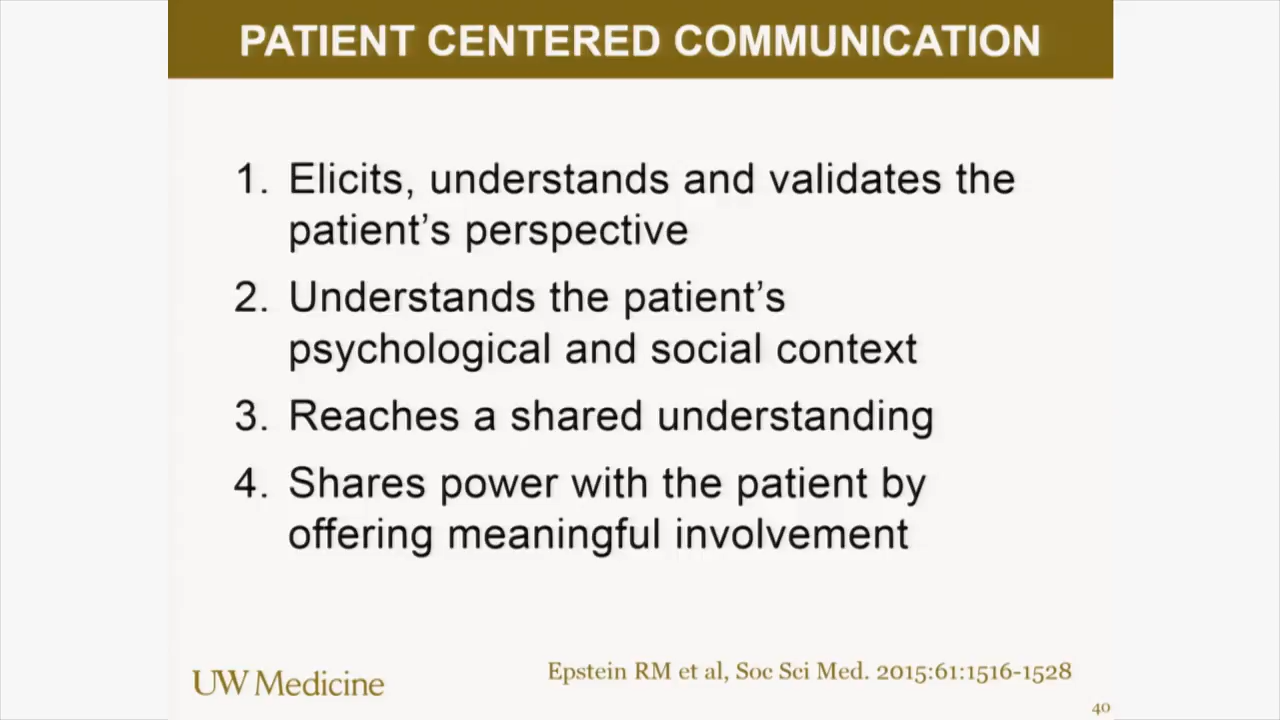 PATIENT CENTERED COMMUNICATION
1. Elicits, understands and validates the
patient's perspective
2. Understands the patient's
psychological and social context
3. Reaches a shared understanding
4. Shares power with the patient by
offering meaningful involvement
UW Medicine
Epstein RM et al, Soc Sci Med. 2015:61:1516-1528
40